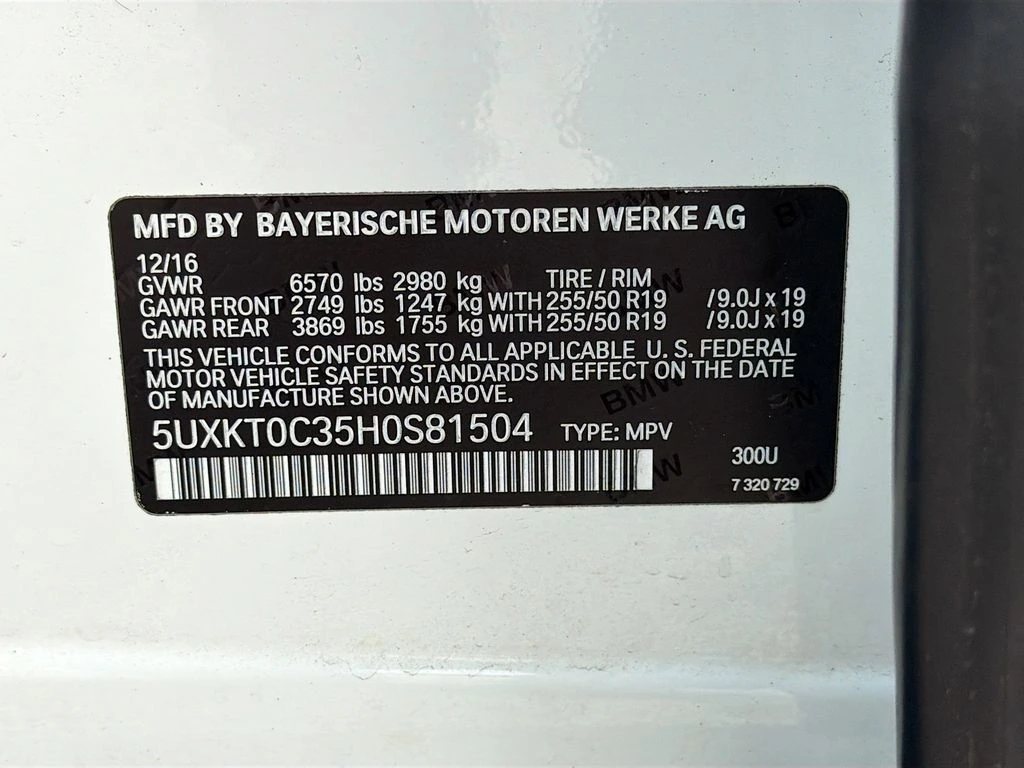 MFD BY BAYERISCHE MOTOREN WERKE AG
12/16
GVWR 6570 lbs 2980 kg TIRE / RIM
GAWR FRONT 2749 lbs 1247 kg WITH 255/50 R19 /9.0J x 19
GAWR REAR 3869 lbs 1755 kg WITH 255/50 R19 /9.0J x 19
THIS VEHICLE CONFORMS TO ALL APPLICABLE U. S. FEDERAL
MOTOR VEHICLE SAFETY STANDARDS IN EFFECT ON THE DATE
OF MANUFACTURE SHOWN ABOVE.
5UXKT0C35H0S81504 TYPE: MPV
300U
7 320 729